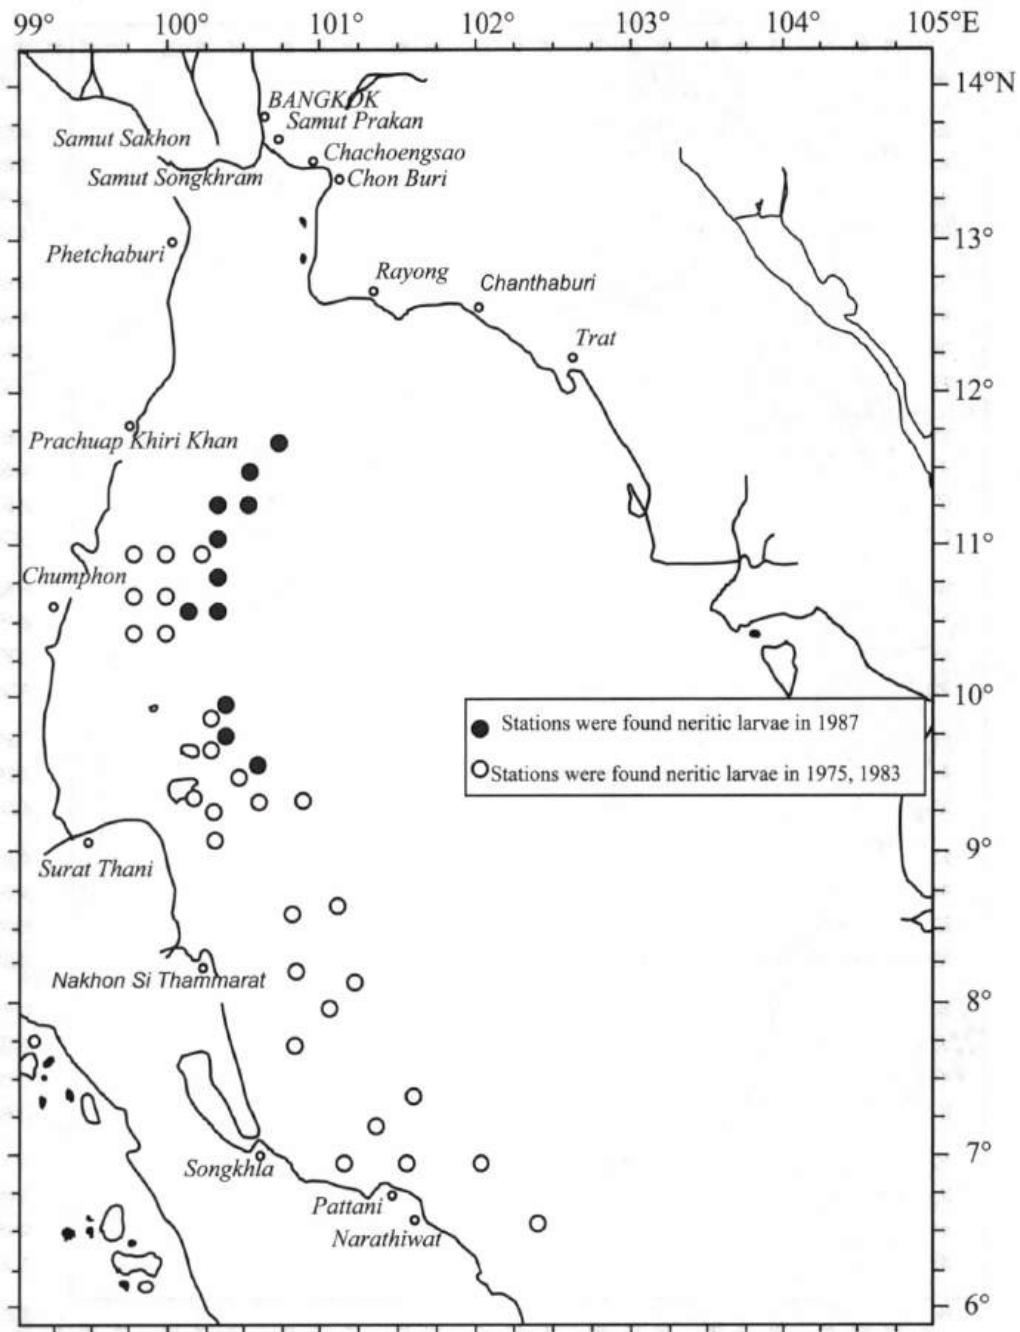 99° 100° 101° 102° 103° 104° 105°E
14°N
BANGKOK
Samut Prakan
Samut Sakhon
Chachoengsao
Samut Songkhram
Chon Buri
13°
Phetchaburi
Rayong
Chanthaburi
Trat
12°
Prachuap Khiri Khan
11°
Chumphon
10°
Stations were found neritic larvae in 1987
Stations were found neritic larvae in 1975, 1983
9°
Surat Thani
Nakhon Si Thammarat
8°
7°
Songkhla
Pattani
Narathiwat
6°